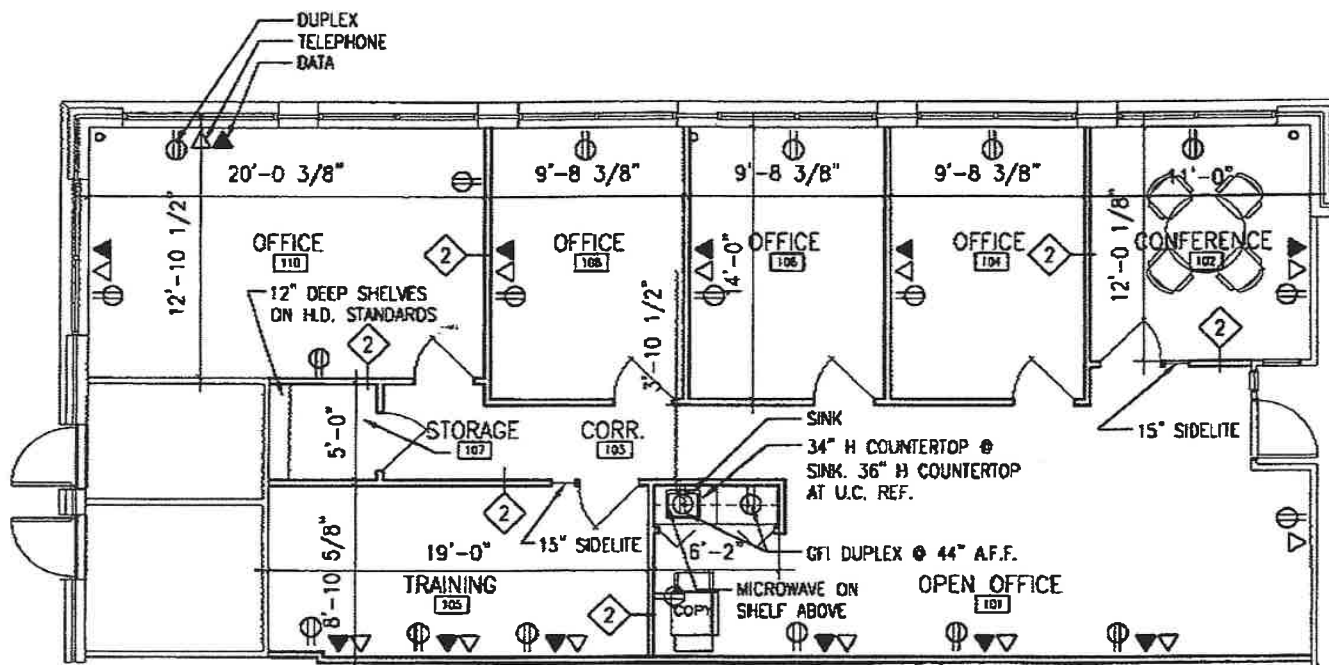 DUPLEX
TELEPHONE
DATA
20'-0 3/8"
9'-8 3/8"
9'-8 3/8"
9'-8 3/8"
11'-0"
12'-10 1/2"
OFFICE
110
2
OFFICE
108
OFFICE
106
4'-0"
OFFICE
104
2
12'-0 1/8"
CONFERENCE
102
12" DEEP SHELVES
ON H.D. STANDARDS
2
3'-10 1/2"
2
5'-0"
STORAGE
107
CORR.
103
SINK
34" H COUNTERTOP @
SINK. 36" H COUNTERTOP
AT U.C. REF.
15" SIDELITE
2
15" SIDELITE
8'-10 5/8"
19'-0"
TRAINING
105
6'-2"
GFI DUPLEX @ 44" A.F.F.
MICROWAVE ON
SHELF ABOVE
COPY
2
OPEN OFFICE
101